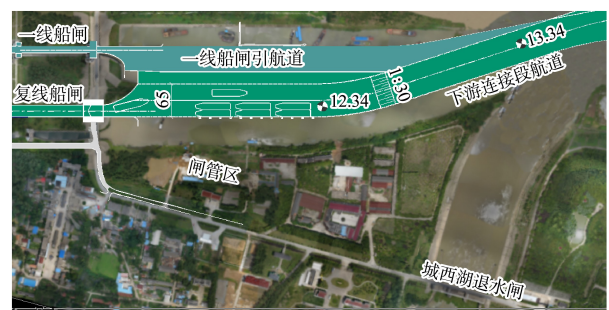 一线船闸
一线船闸引航道
13.34
复线船闸
65
12.34
1:30
下游连接段航道
闸管区
城西湖退水闸